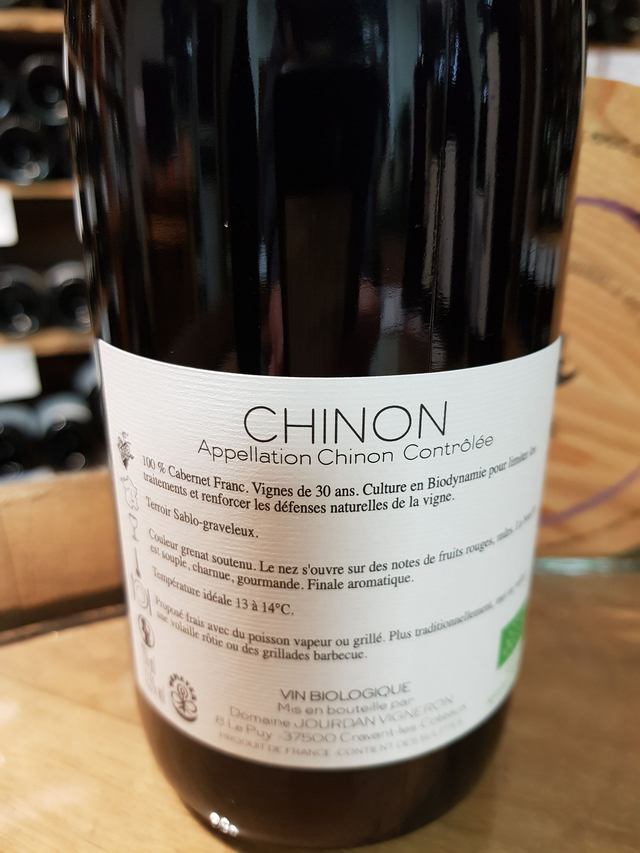 CHINON
Appellation Chinon Contrôlée
100 % Cabernet Franc. Vignes de 30 ans. Culture en Biodynamie pour limiter les
traitements et renforcer les défenses naturelles de la vigne.
Terroir Sablo-graveleux.
Couleur grenat soutenu. Le nez s'ouvre sur des notes de fruits rouges,
est souple, charnue, gourmande. Finale aromatique.
Température idéale 13 à 14°C.
Proposé frais avec du poisson vapeur ou grillé. Plus traditionnellement,
une volaille rôtie ou des grillades barbecue.
VIN BIOLOGIQUE
Mis en bouteille par
Domaine JOURDAN VIGNERON
8 Le Puy - 37500 Cravant-les-Coteaux
PRODUIT DE FRANCE - CONTIENT DES SULFITES